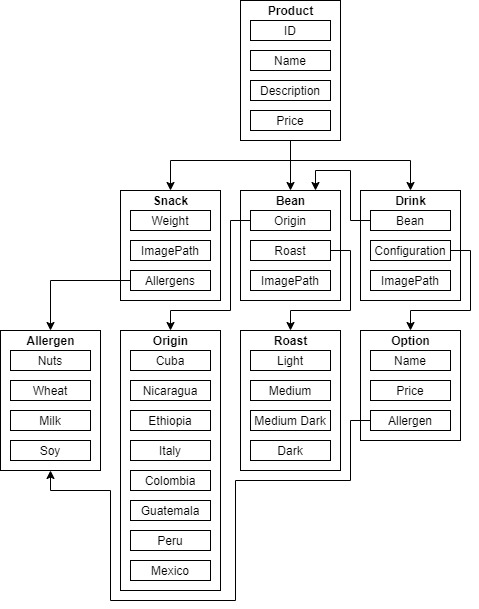 Product
ID
Name
Description
Price
Snack
Weight
ImagePath
Allergens
Bean
Origin
Roast
ImagePath
Drink
Bean
Configuration
ImagePath
Allergen
Nuts
Wheat
Milk
Soy
Origin
Cuba
Nicaragua
Ethiopia
Italy
Colombia
Guatemala
Peru
Mexico
Roast
Light
Medium
Medium Dark
Dark
Option
Name
Price
Allergen